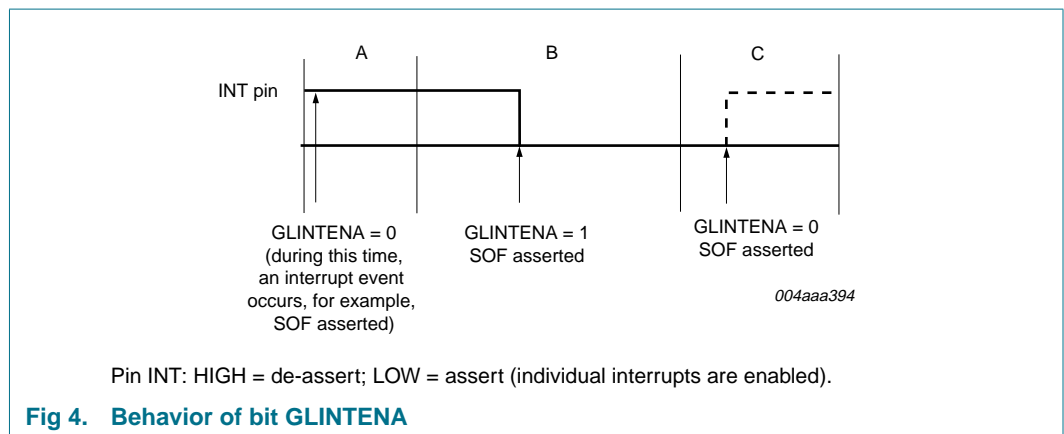 A
B
C
INT pin
GLINTENA = 0
(during this time,
an interrupt event
occurs, for example,
SOF asserted)
GLINTENA = 1
SOF asserted
GLINTENA = 0
SOF asserted
004aaa394
Pin INT: HIGH = de-assert; LOW = assert (individual interrupts are enabled).
Fig 4. Behavior of bit GLINTENA